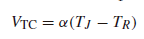 V_TC = α(T_J − T_R)